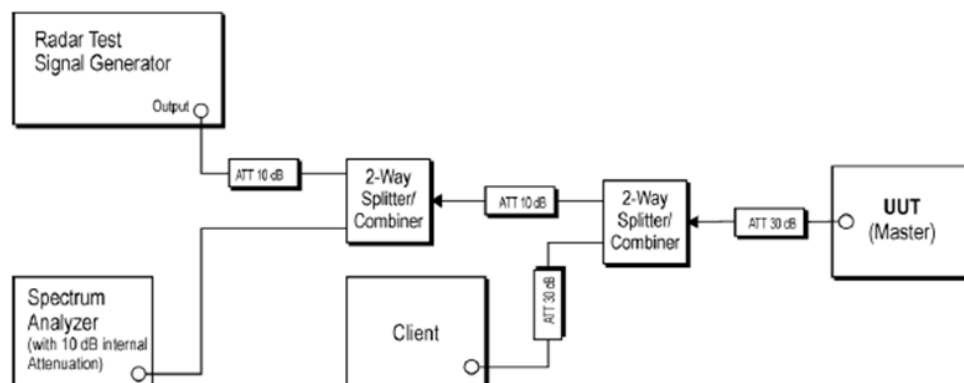 Radar Test
Signal Generator
Output
ATT 10 dB
2-Way
Splitter/
Combiner
ATT 10 dB
2-Way
Splitter/
Combiner
ATT 30 dB
UUT
(Master)
Spectrum
Analyzer
(with 10 dB internal
Attenuation)
Client
ATT 30 dB